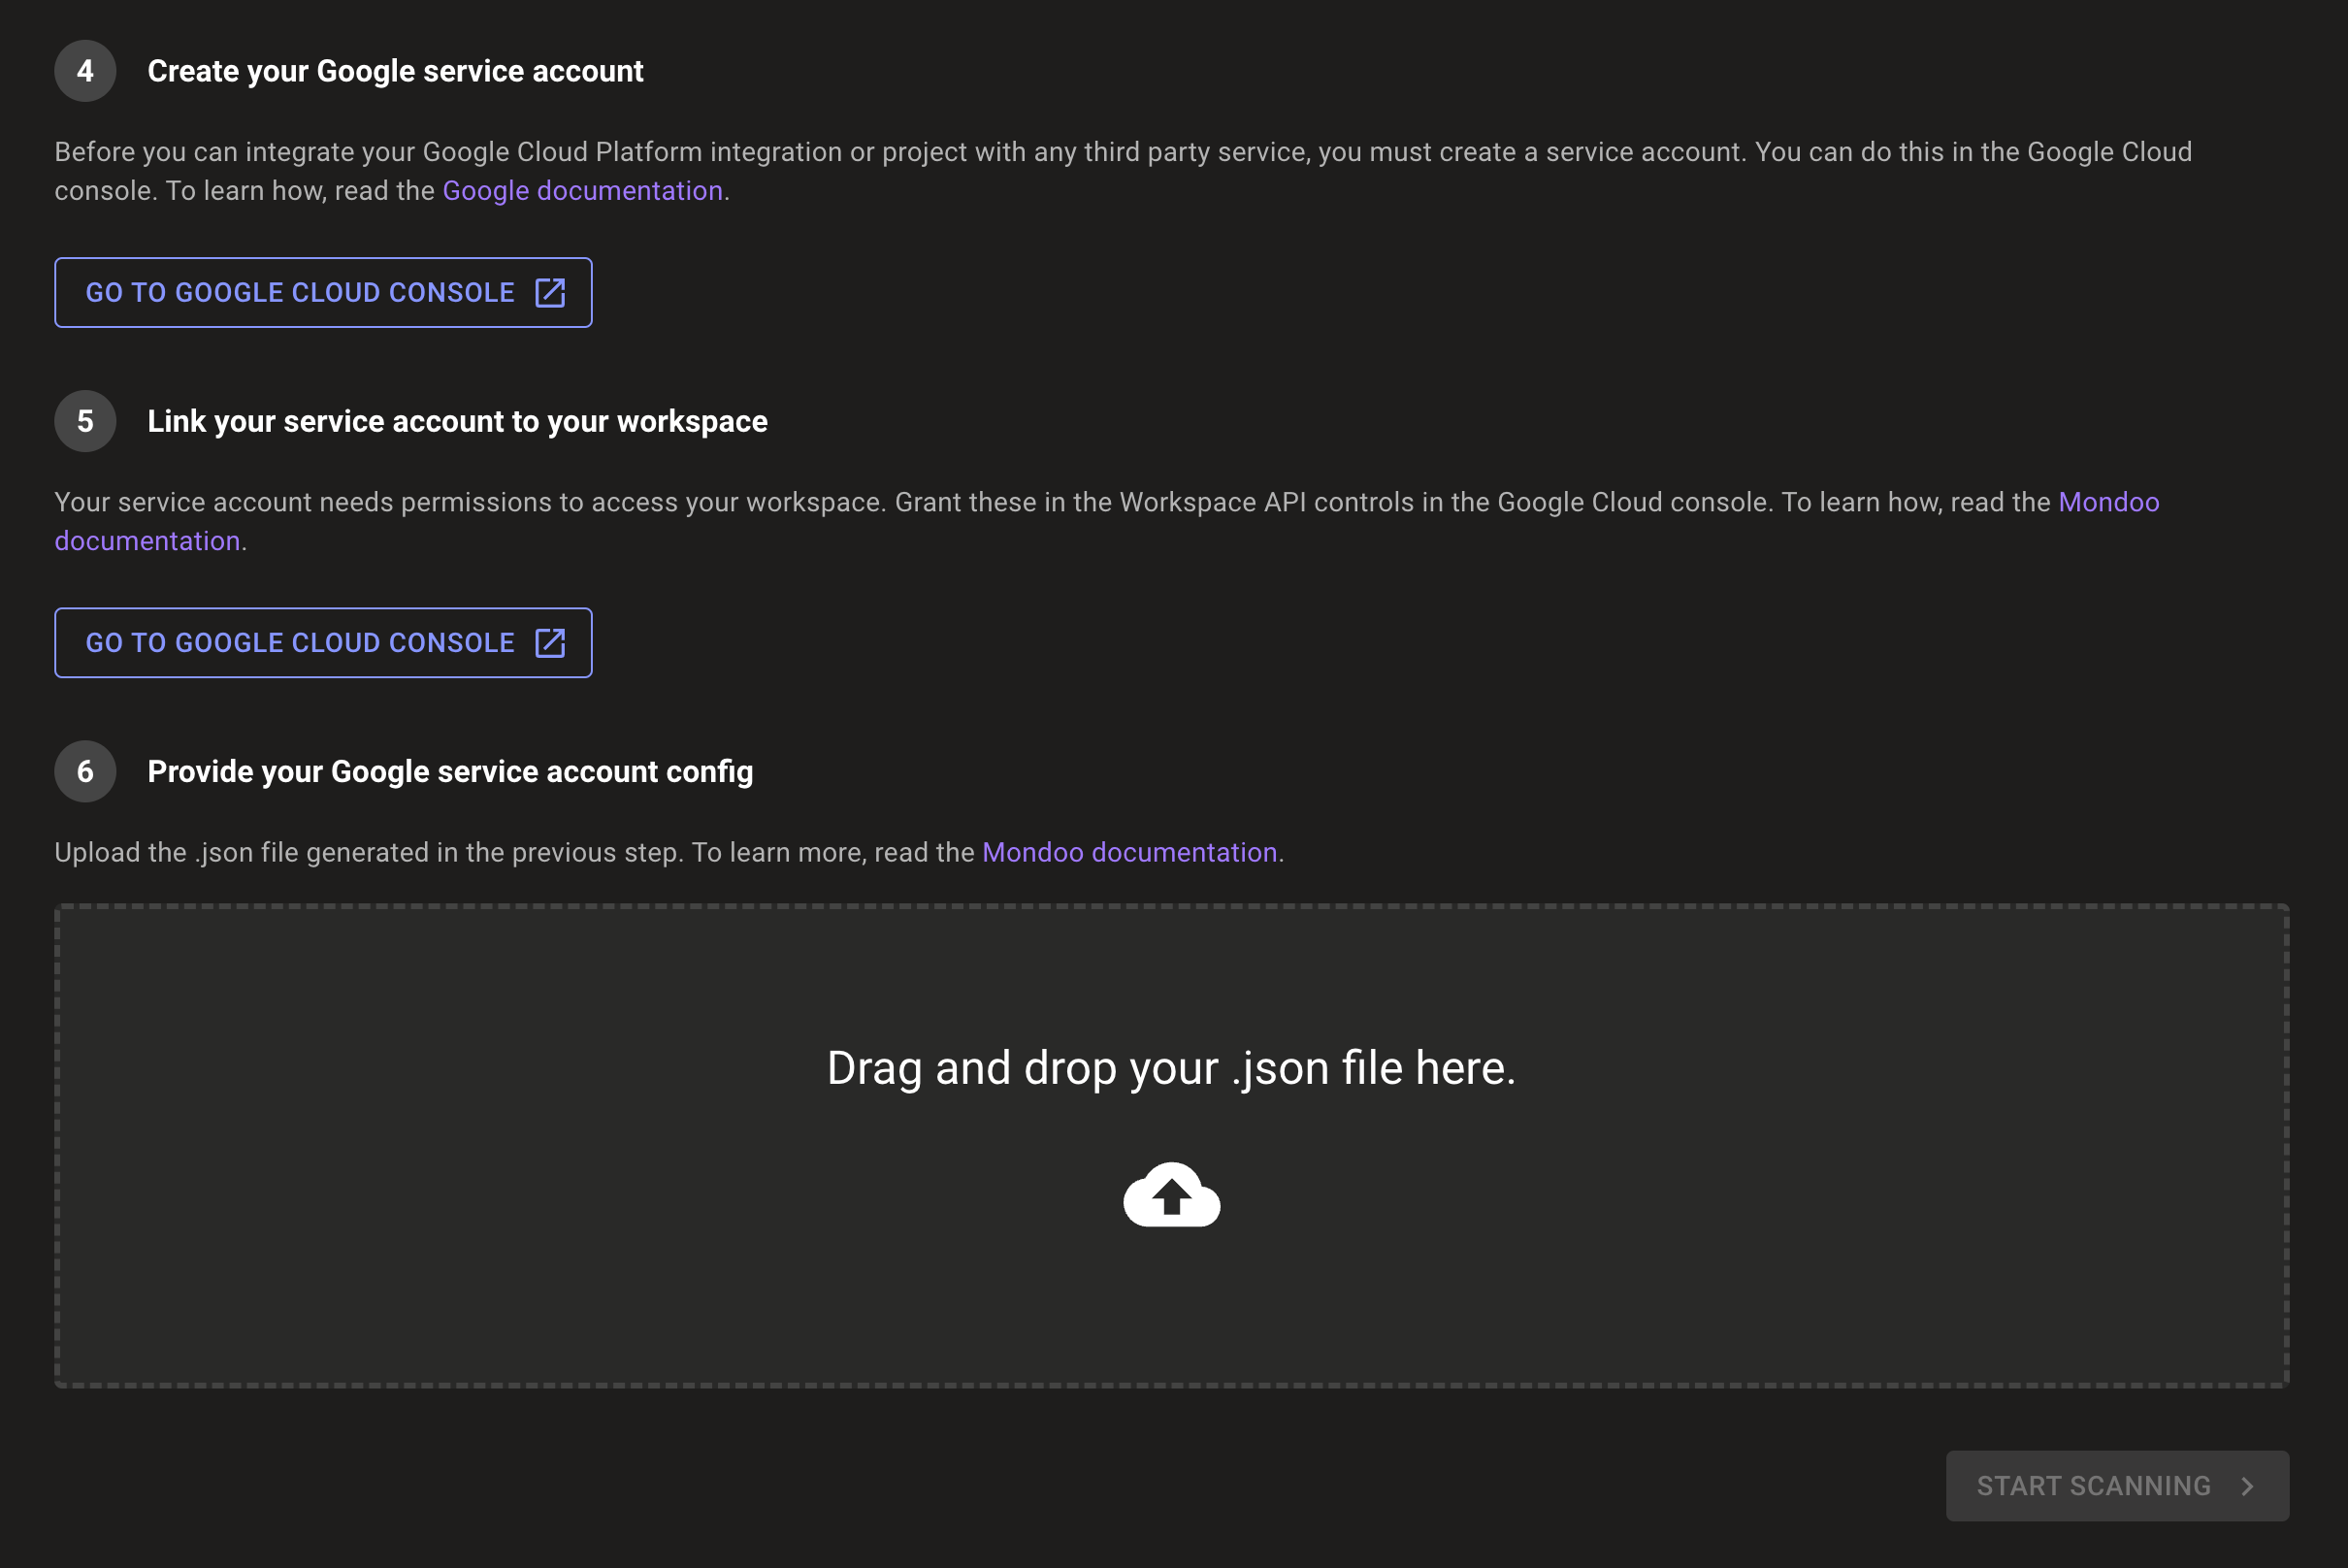 4
Create your Google service account
Before you can integrate your Google Cloud Platform integration or project with any third party service, you must create a service account. You can do this in the Google Cloud
console. To learn how, read the Google documentation.
GO TO GOOGLE CLOUD CONSOLE
5
Link your service account to your workspace
Your service account needs permissions to access your workspace. Grant these in the Workspace API controls in the Google Cloud console. To learn how, read the Mondoo
documentation.
GO TO GOOGLE CLOUD CONSOLE
6
Provide your Google service account config
Upload the .json file generated in the previous step. To learn more, read the Mondoo documentation.
Drag and drop your .json file here.
START SCANNING